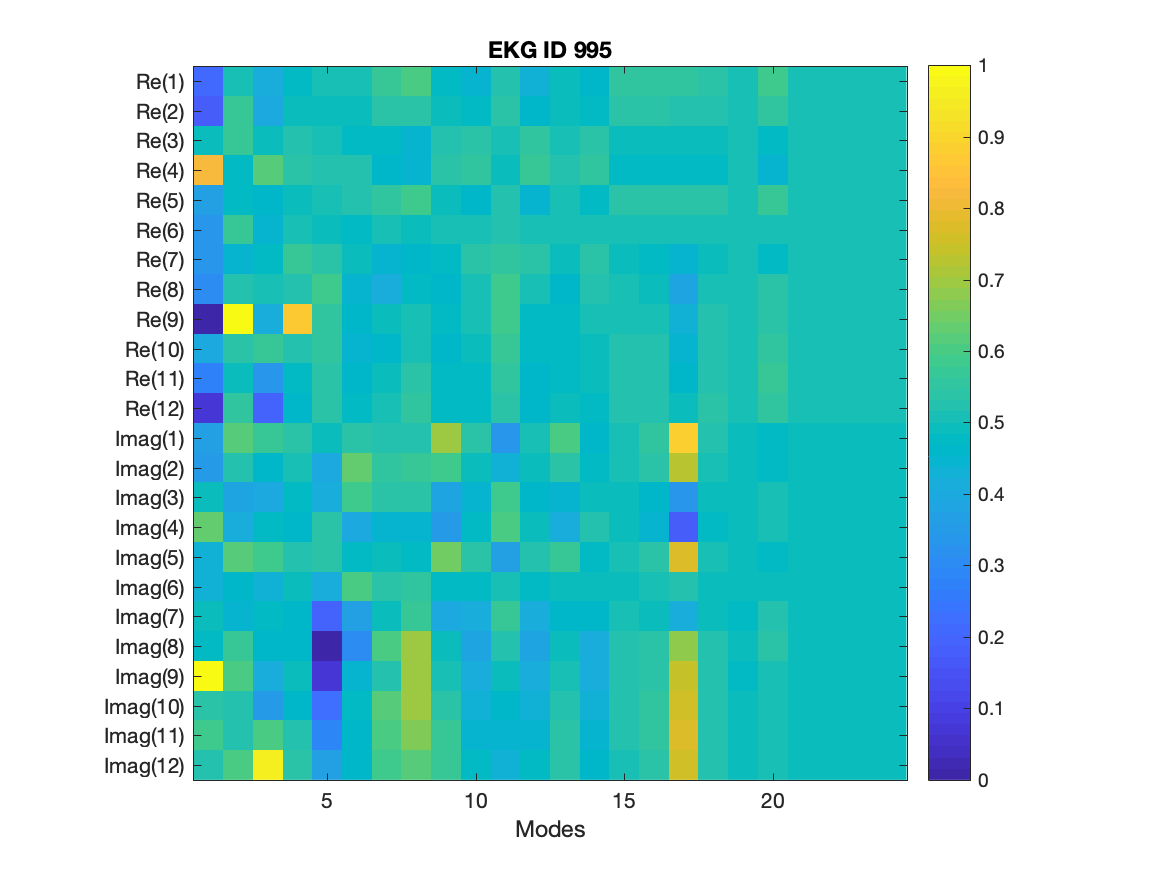 EKG ID 995
Re(1)
Re(2)
Re(3)
Re(4)
Re(5)
Re(6)
Re(7)
Re(8)
Re(9)
Re(10)
Re(11)
Re(12)
Imag(1)
Imag(2)
Imag(3)
Imag(4)
Imag(5)
Imag(6)
Imag(7)
Imag(8)
Imag(9)
Imag(10)
Imag(11)
Imag(12)
5
10
15
20
Modes
1
0.9
0.8
0.7
0.6
0.5
0.4
0.3
0.2
0.1
0